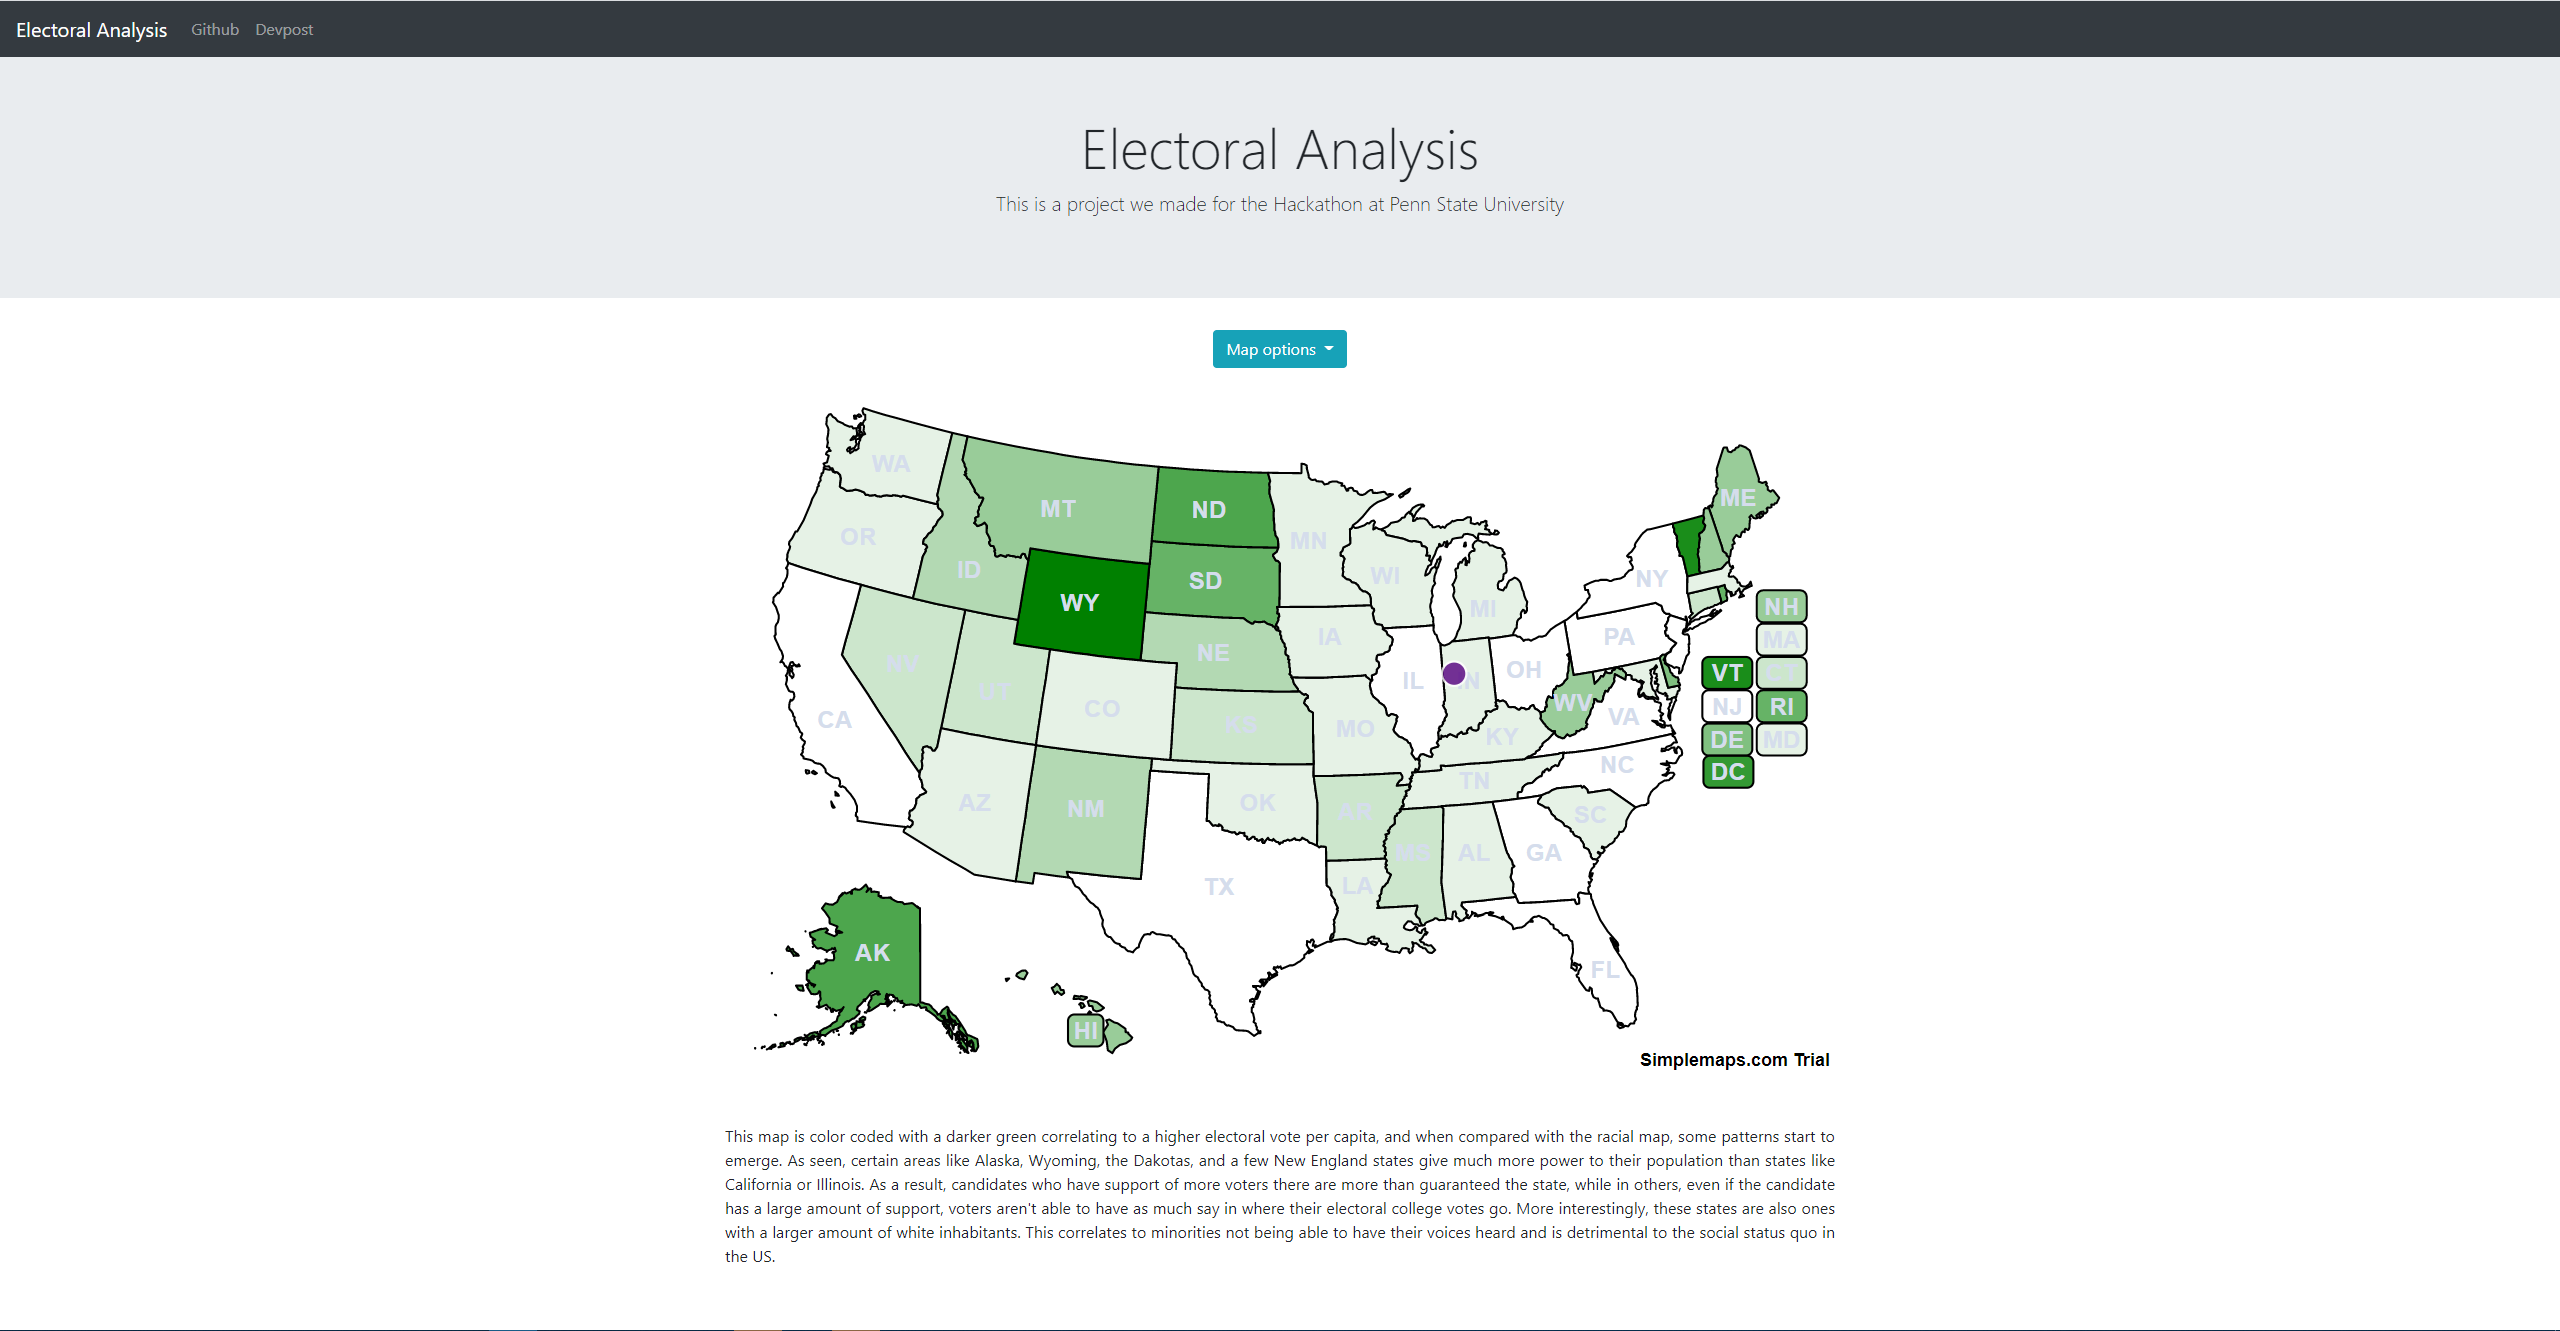 Electoral Analysis Github Devpost
Electoral Analysis
This is a project we made for the Hackathon at Penn State University
Map options
WA
MT
ND
ME
OR
ID
MN
SD
WI
NY
WY
MI
NH
PA
MA
IA
NE
NV
UT
IL
OH
VT
CT
CO
WV
NJ
RI
CA
KS
MO
VA
KY
DE
MD
NC
DC
TN
AZ
NM
OK
AR
SC
MS
AL
GA
TX
LA
AK
FL
HI
Simplemaps.com Trial
This map is color coded with a darker green correlating to a higher electoral vote per capita, and when compared with the racial map, some patterns start to
emerge. As seen, certain areas like Alaska, Wyoming, the Dakotas, and a few New England states give much more power to their population than states like
California or Illinois. As a result, candidates who have support of more voters there are more than guaranteed the state, while in others, even if the candidate
has a large amount of support, voters aren't able to have as much say in where their electoral college votes go. More interestingly, these states are also ones
with a larger amount of white inhabitants. This correlates to minorities not being able to have their voices heard and is detrimental to the social status quo in
the US.